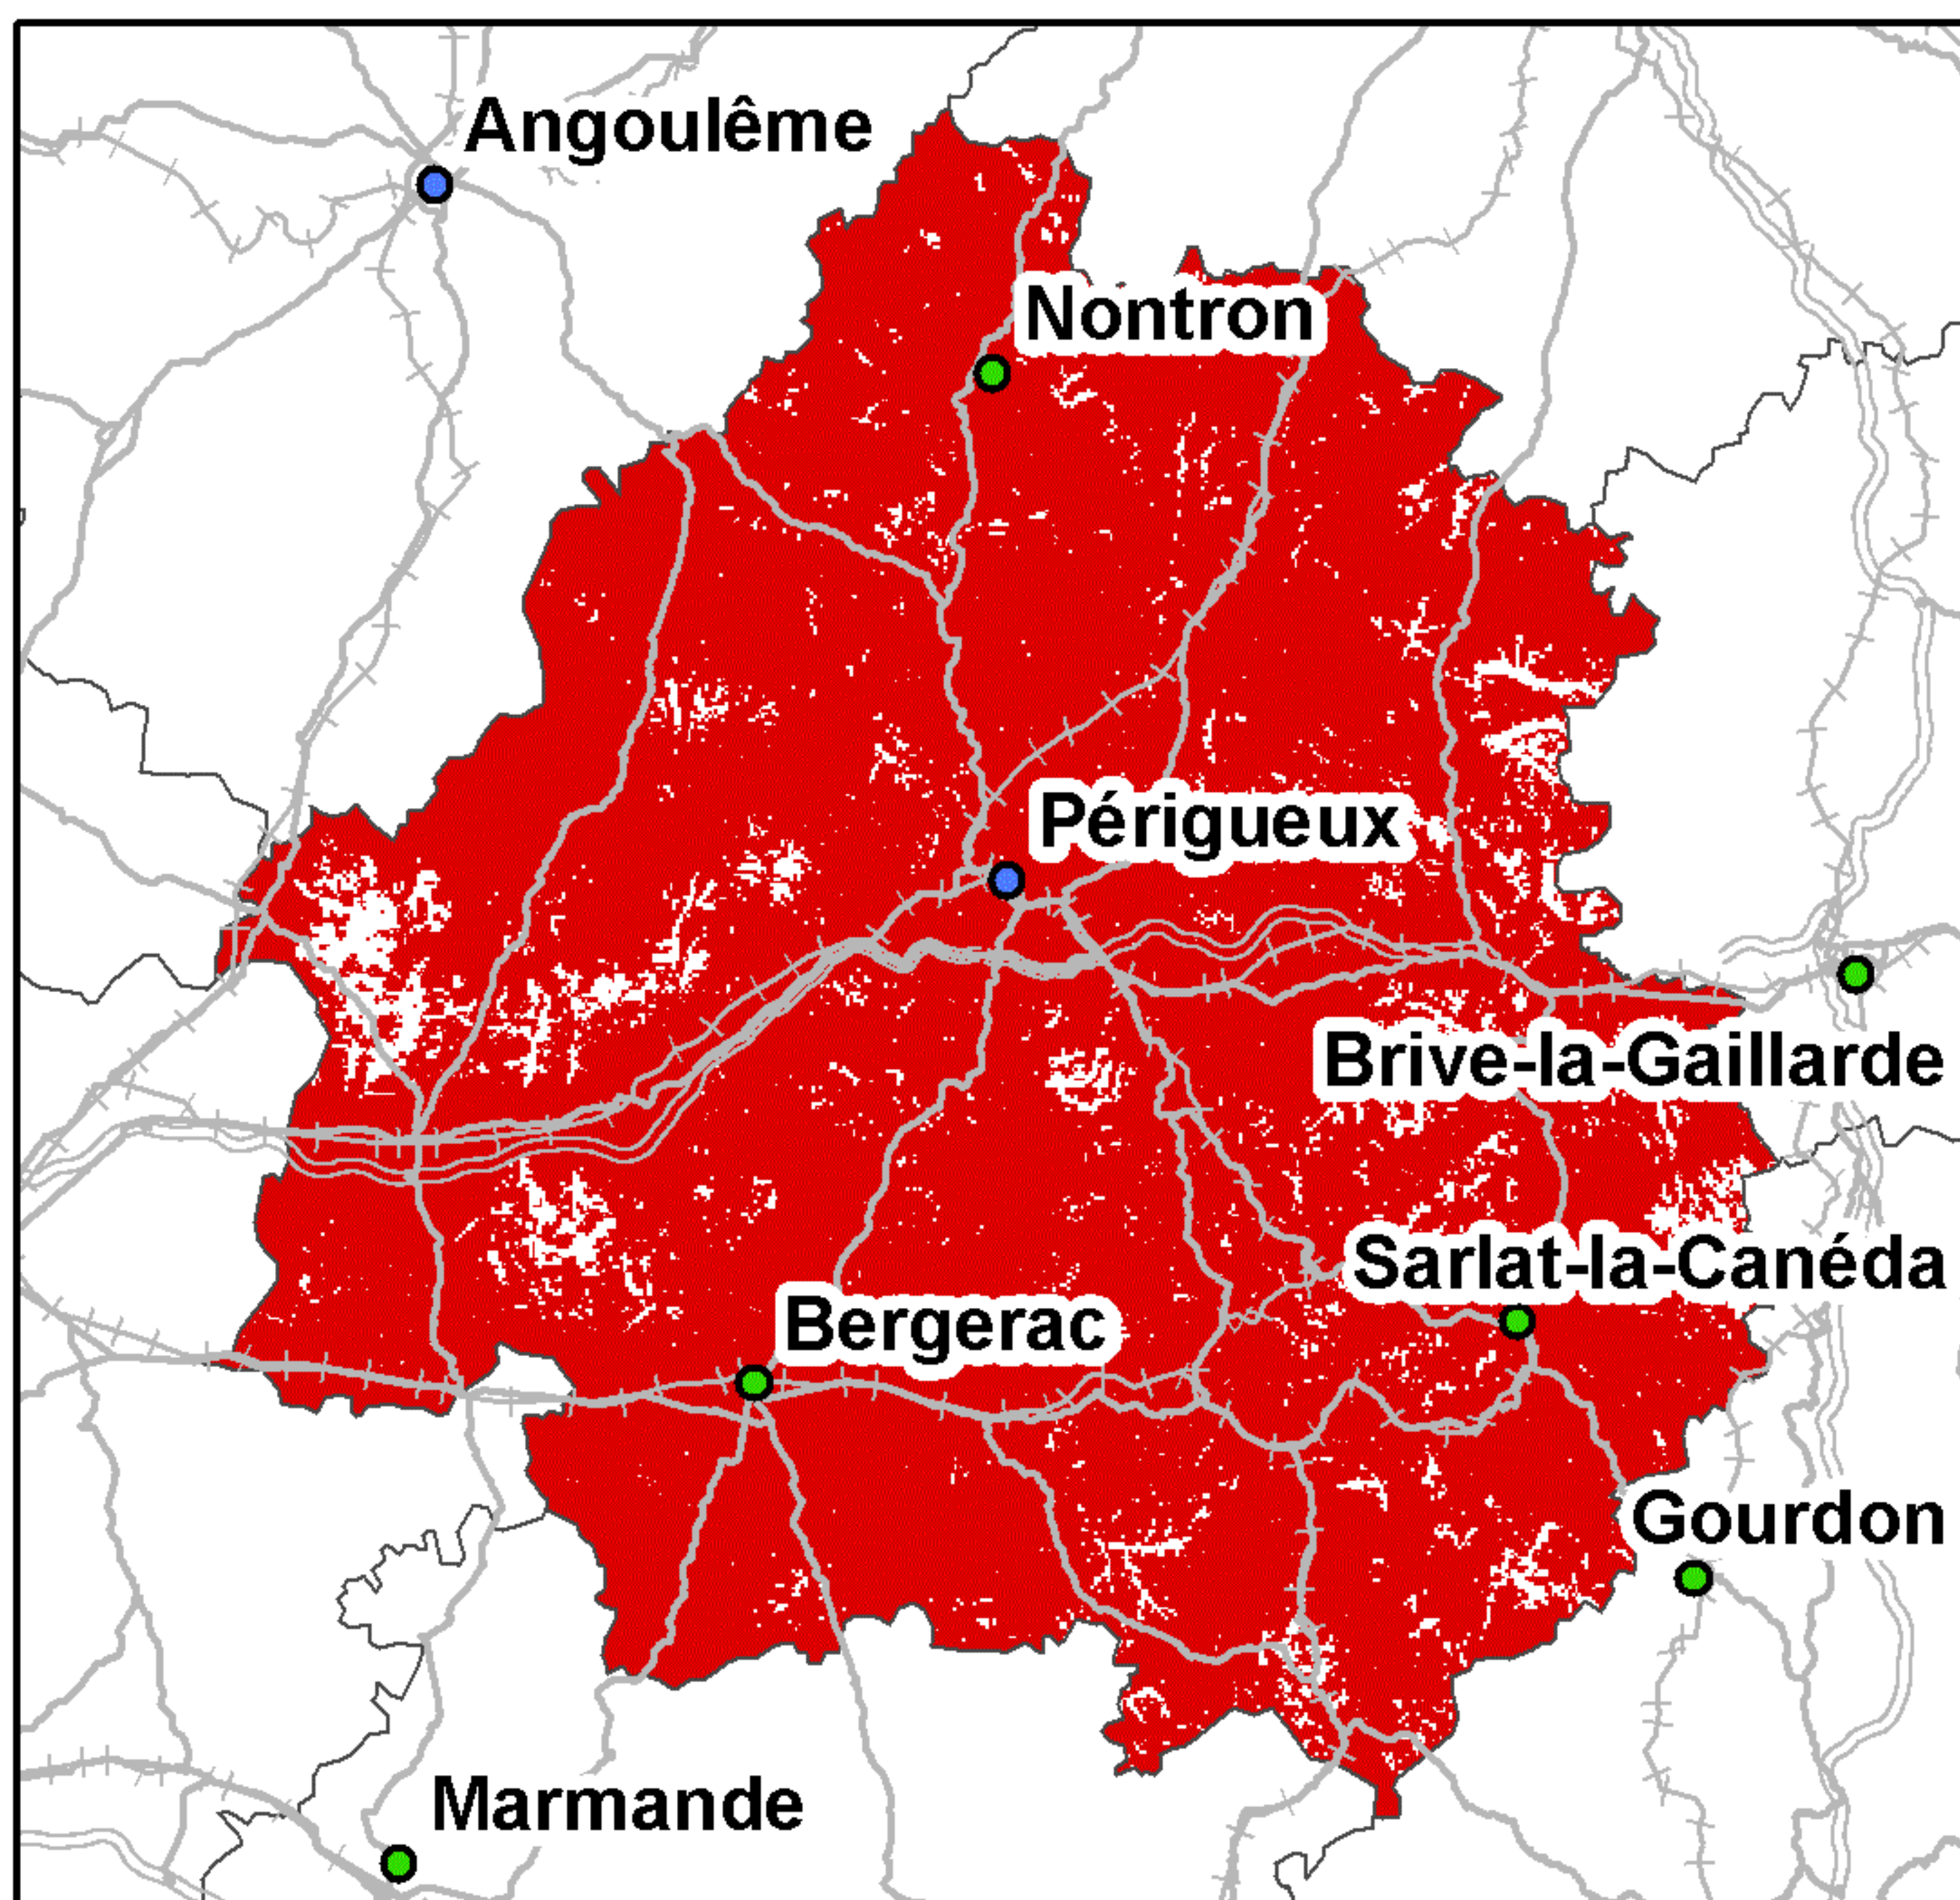 Angoulême
Nontron
Périgueux
Brive-la-Gaillarde
Sarlat-la-Canéda
Bergerac
Gourdon
Marmande